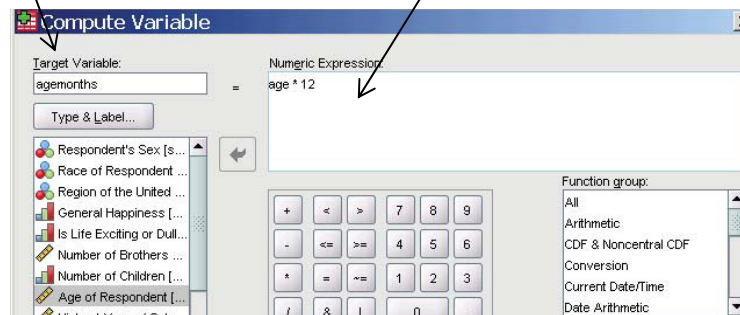 Compute Variable
Target Variable:
Numeric Expression:
agemonths
=
age * 12
Type & Label...
Respondent's Sex [s...
Race of Respondent ...
Region of the United ...
General Happiness [...
Is Life Exciting or Dull...
Number of Brothers ...
Number of Children [...
Age of Respondent [...
+ < > 7 8 9
- <= >= 4 5 6
* = ~= 1 2 3
/ & | 0
Function group:
All
Arithmetic
CDF & Noncentral CDF
Conversion
Current Date/Time
Date Arithmetic